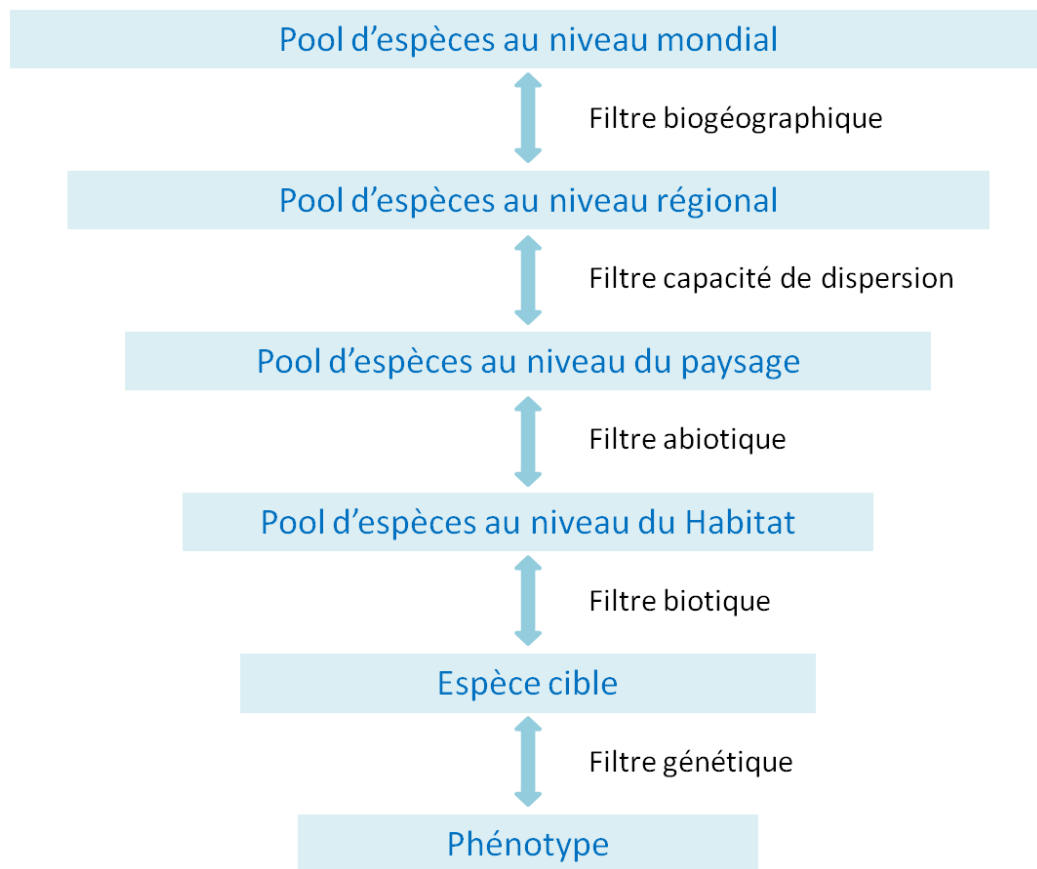 Pool d’espèces au niveau mondial
Filtre biogéographique
Pool d’espèces au niveau régional
Filtre capacité de dispersion
Pool d’espèces au niveau du paysage
Filtre abiotique
Pool d’espèces au niveau du Habitat
Filtre biotique
Espèce cible
Filtre génétique
Phénotype